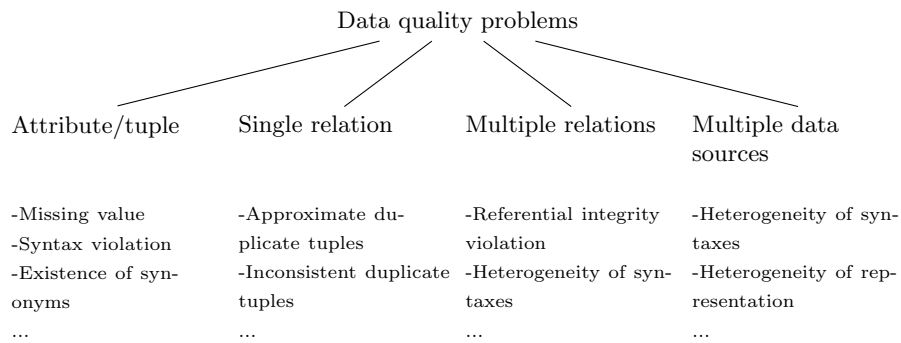 Data quality problems
Attribute/tuple
Single relation
Multiple relations
Multiple data
sources
-Missing value
-Syntax violation
-Existence of syn-
onyms
...
-Approximate du-
plicate tuples
-Inconsistent duplicate
tuples
...
-Referential integrity
violation
-Heterogeneity of syn-
taxes
...
-Heterogeneity of syn-
taxes
-Heterogeneity of rep-
resentation
...